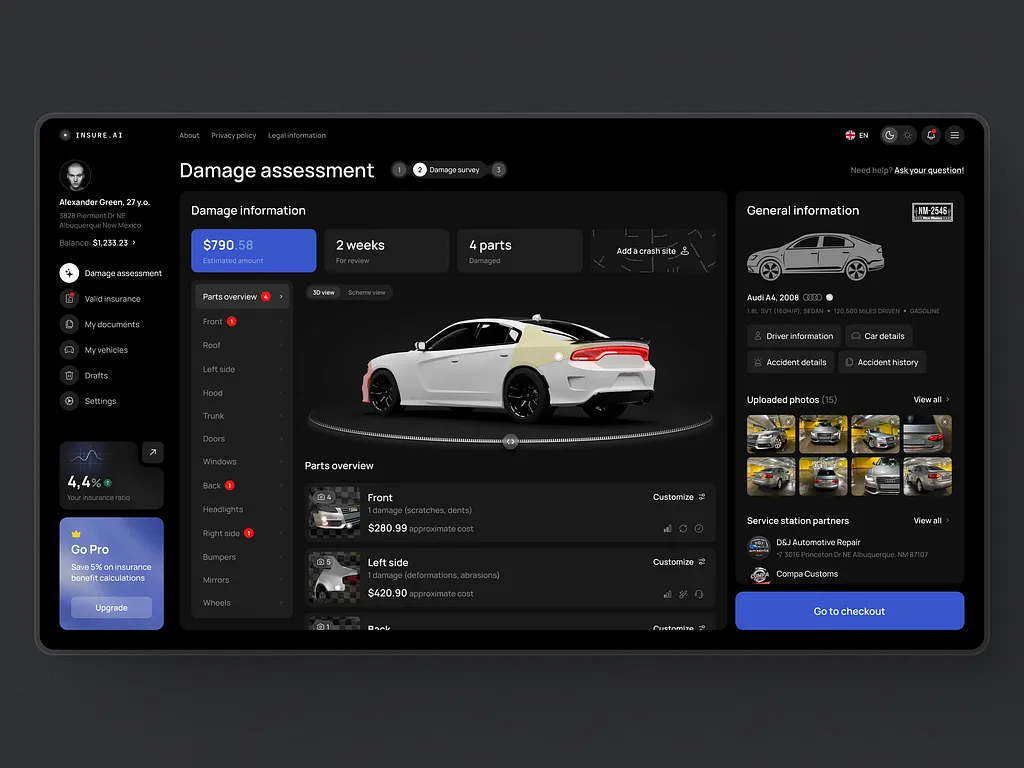 INSURE.AI
About Privacy policy Legal information
EN
Alexander Green, 27 y.o.
3828 Piermont Dr NE
Albuquerque New Mexico
Balance: $1,233.23
Damage assessment
Valid insurance
My documents
My vehicles
Drafts
Settings
4,4%
Your insurance ratio
Go Pro
Save 5% on insurance
benefit calculations
Upgrade
Damage assessment
1 2 Damage survey 3
Need help? Ask your question!
Damage information
$790.58
Estimated amount
2 weeks
For review
4 parts
Damaged
Add a crash site
Parts overview 4
Front 1
Roof
Left side
Hood
Trunk
Doors
Windows
Back 1
Headlights
Right side 1
Bumpers
Mirrors
Wheels
3D view Scheme view
Parts overview
4
Front
1 damage (scratches, dents)
$280.99 approximate cost
Customize
5
Left side
1 damage (deformations, abrasions)
$420.90 approximate cost
Customize
1
Back
Customize
General information
NM-2546
New Mexico
Audi A4, 2008
1.8L SVT (160H/P), SEDAN • 120,500 MILES DRIVEN • GASOLINE
Driver information
Car details
Accident details
Accident history
Uploaded photos (15)
View all
Service station partners
View all
D&J Automotive Repair
3016 Princeton Dr NE Albuquerque, NM 87107
COMPA
Compa Customs
Go to checkout